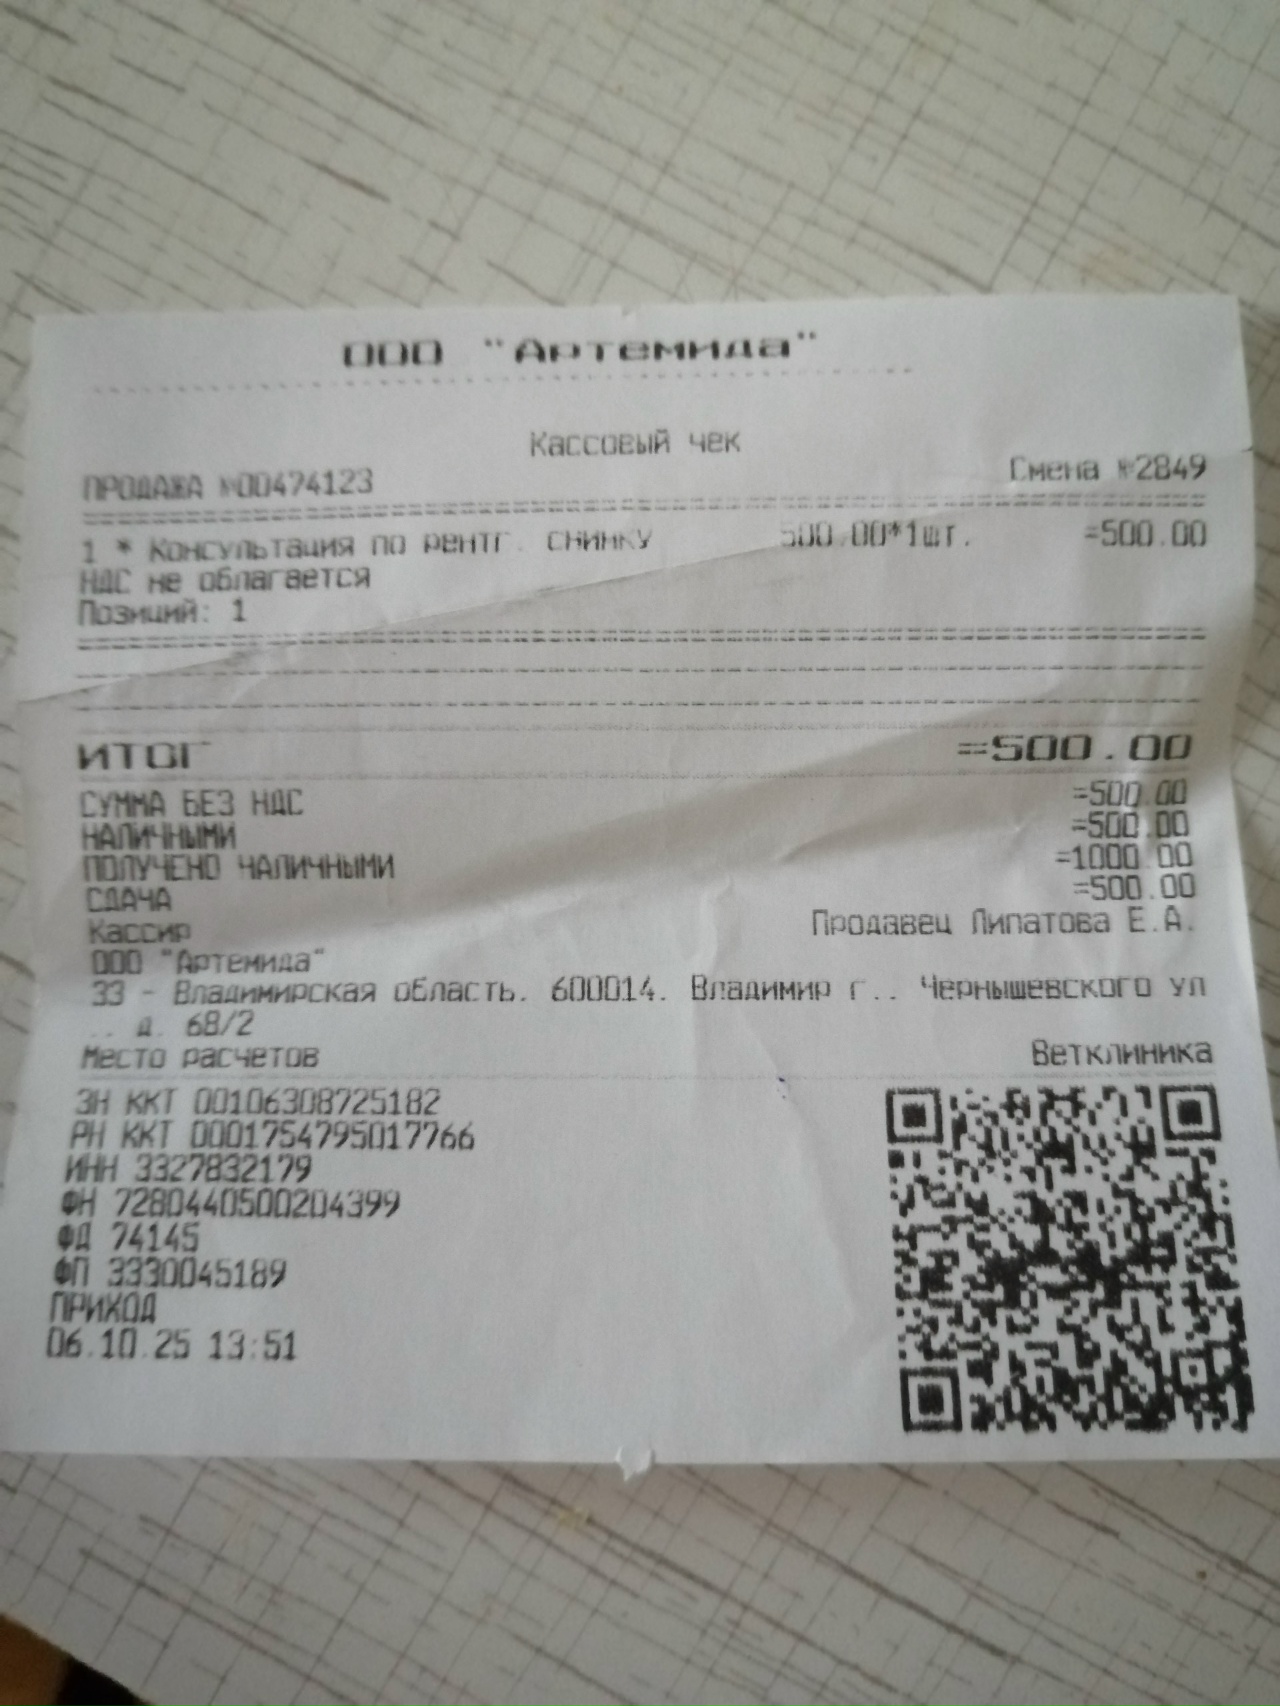 ООО "Артемида"
Кассовый чек
ПРОДАЖА №00474123 Смена №2849
1 * Консультация по рентг. снимку 500.00*1шт. =500.00
НДС не облагается
Позиций: 1
ИТОГ =500.00
СУММА БЕЗ НДС =500.00
НАЛИЧНЫМИ =500.00
ПОЛУЧЕНО НАЛИЧНЫМИ =1000.00
СДАЧА =500.00
Кассир Продавец Липатова Е.А.
ООО "Артемида"
33 - Владимирская область. 600014. Владимир г.. Чернышевского ул
.. д. 68/2
Место расчетов Ветклиника
ЗН ККТ 00106308725182
РН ККТ 0001754795017766
ИНН 3327832179
ФН 7280440500204399
ФД 74145
ФП 3330045189
ПРИХОД
06.10.25 13:51